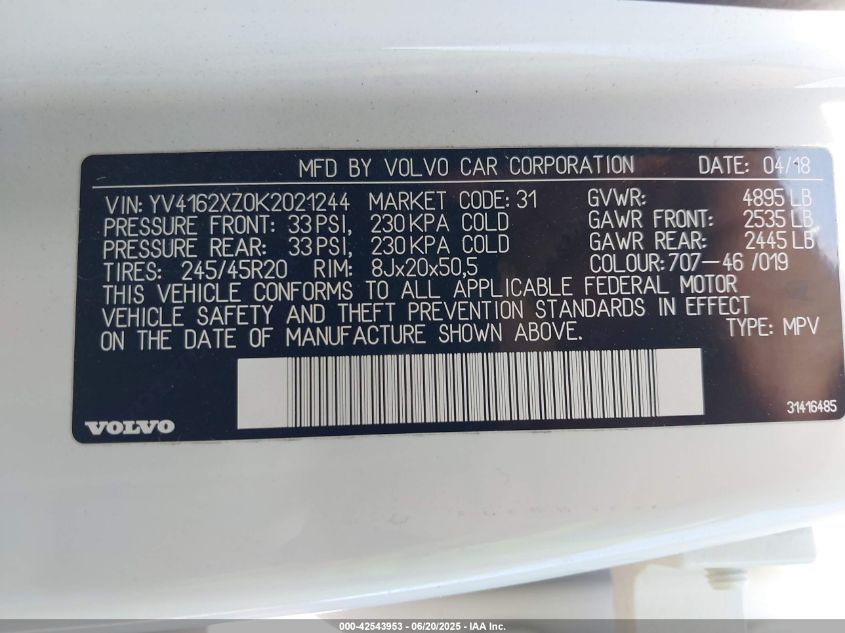 MFD BY VOLVO CAR CORPORATION DATE: 04/18
VIN: YV4162XZ0K2021244 MARKET CODE: 31 GVWR: 4895 LB
PRESSURE FRONT: 33 PSI, 230 KPA COLD GAWR FRONT: 2535 LB
PRESSURE REAR: 33 PSI, 230 KPA COLD GAWR REAR: 2445 LB
TIRES: 245/45R20 RIM: 8Jx20x50,5 COLOUR: 707-46 /019
THIS VEHICLE CONFORMS TO ALL APPLICABLE FEDERAL MOTOR
VEHICLE SAFETY AND THEFT PREVENTION STANDARDS IN EFFECT
ON THE DATE OF MANUFACTURE SHOWN ABOVE. TYPE: MPV
31416485
VOLVO
000-42543953 - 06/20/2025 - IAA Inc.